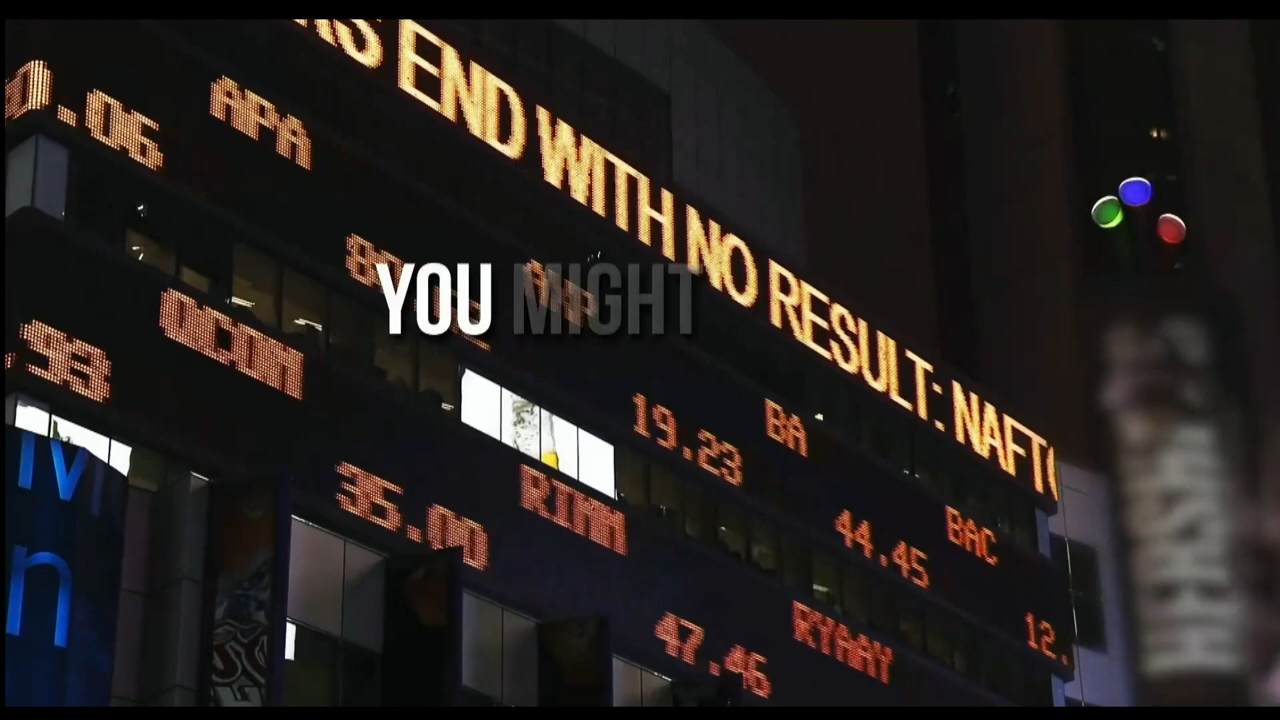 END WITH NO RESULT:
0.06 APA
YOU MIGHT
.93 QCOM
19.23 BA
35.00 RIMM
44.45 BAC
47.46 RYAAY
12.